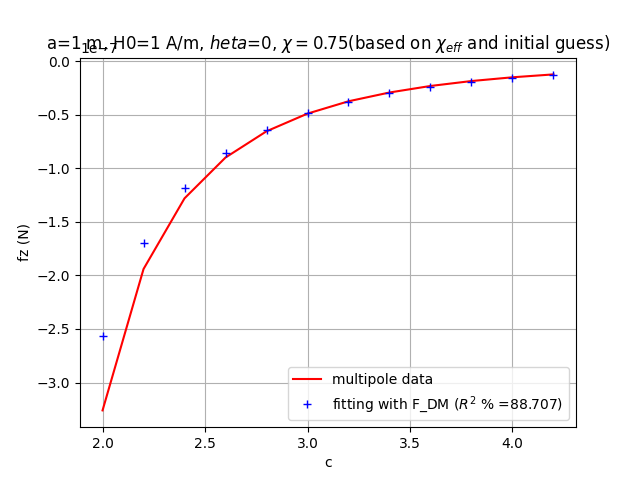 a=1 m, H0=1 A/m, heta=0, χ = 0.75(based on χ_eff and initial guess)
1e−7
0.0
−0.5
−1.0
−1.5
−2.0
−2.5
−3.0
fz (N)
multipole data
fitting with F_DM (R² % =88.707)
2.0 2.5 3.0 3.5 4.0
c